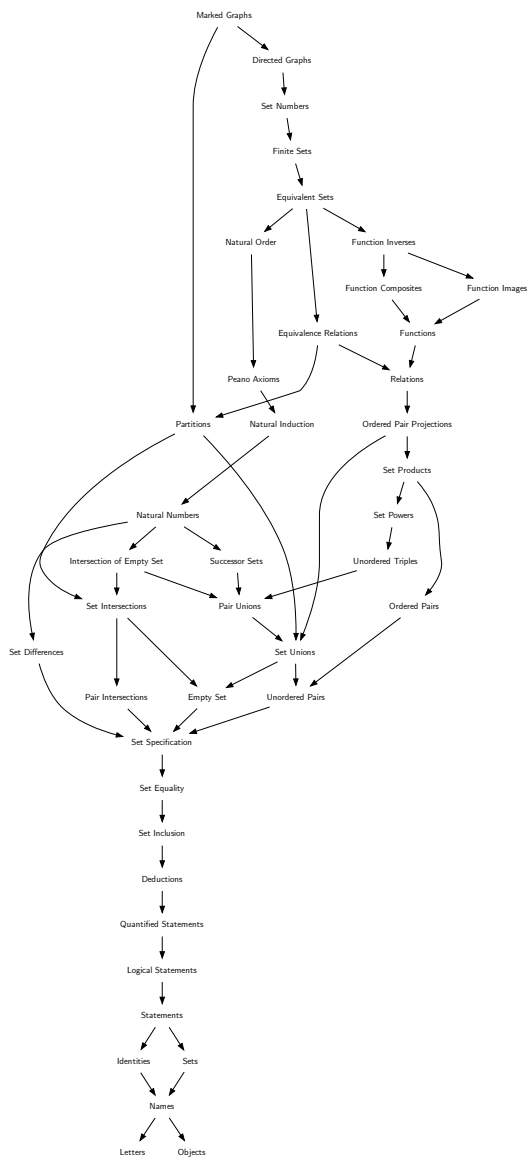 Marked Graphs
Directed Graphs
Set Numbers
Finite Sets
Equivalent Sets
Natural Order
Function Inverses
Function Composites
Function Images
Equivalence Relations
Functions
Peano Axioms
Relations
Partitions
Natural Induction
Ordered Pair Projections
Set Products
Natural Numbers
Set Powers
Intersection of Empty Set
Successor Sets
Unordered Triples
Set Intersections
Pair Unions
Ordered Pairs
Set Differences
Set Unions
Pair Intersections
Empty Set
Unordered Pairs
Set Specification
Set Equality
Set Inclusion
Deductions
Quantified Statements
Logical Statements
Statements
Identities
Sets
Names
Letters
Objects